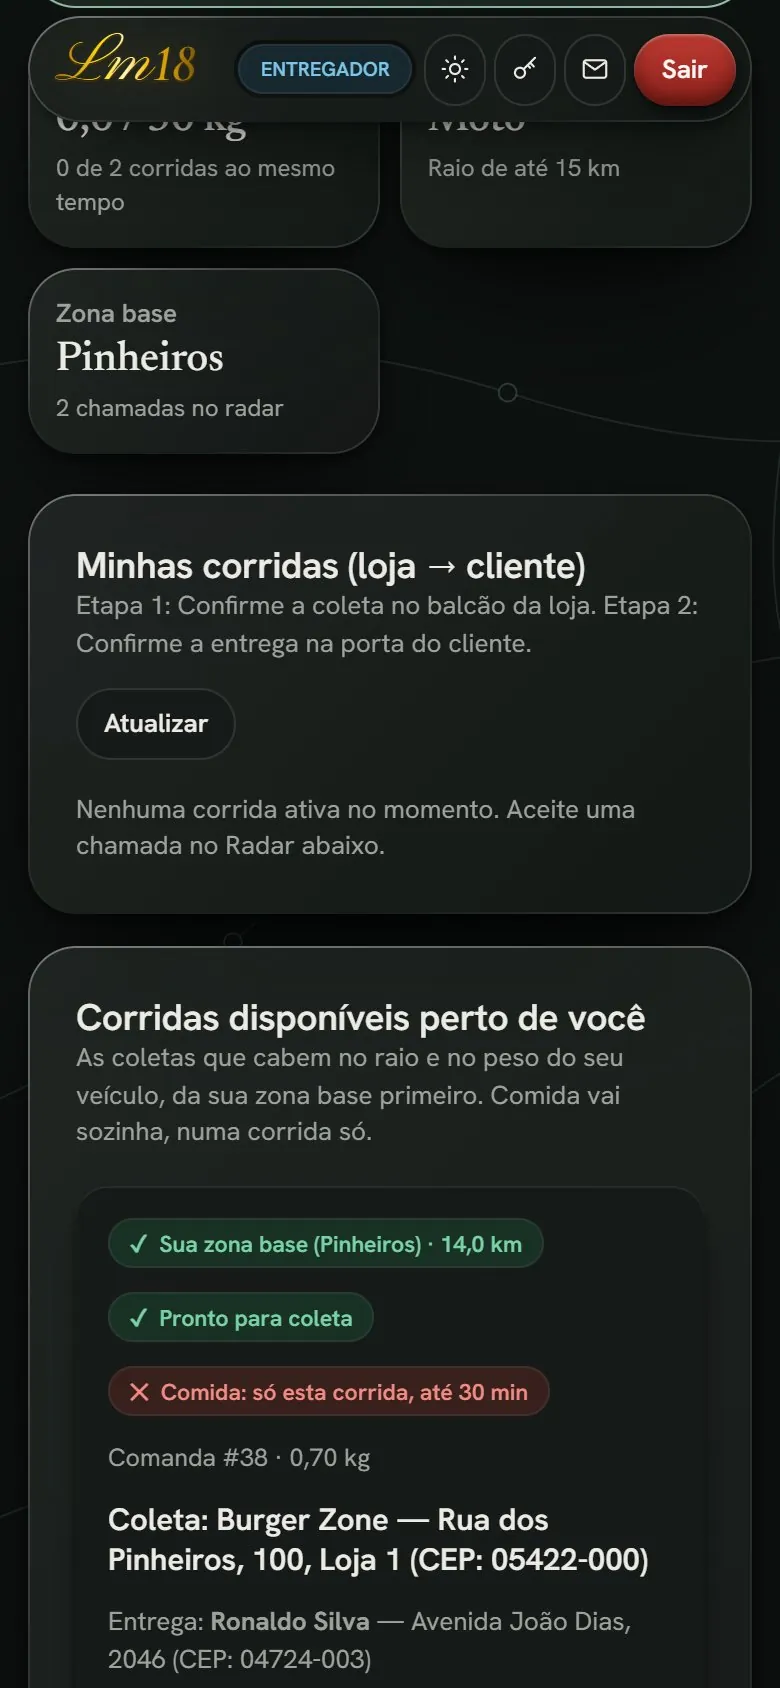 Lm18
ENTREGADOR
Sair
0 de 2 corridas ao mesmo
tempo
Raio de até 15 km
Zona base
Pinheiros
2 chamadas no radar
Minhas corridas (loja → cliente)
Etapa 1: Confirme a coleta no balcão da loja. Etapa 2:
Confirme a entrega na porta do cliente.
Atualizar
Nenhuma corrida ativa no momento. Aceite uma
chamada no Radar abaixo.
Corridas disponíveis perto de você
As coletas que cabem no raio e no peso do seu
veículo, da sua zona base primeiro. Comida vai
sozinha, numa corrida só.
✓ Sua zona base (Pinheiros) · 14,0 km
✓ Pronto para coleta
✕ Comida: só esta corrida, até 30 min
Comanda #38 · 0,70 kg
Coleta: Burger Zone — Rua dos
Pinheiros, 100, Loja 1 (CEP: 05422-000)
Entrega: Ronaldo Silva — Avenida João Dias,
2046 (CEP: 04724-003)